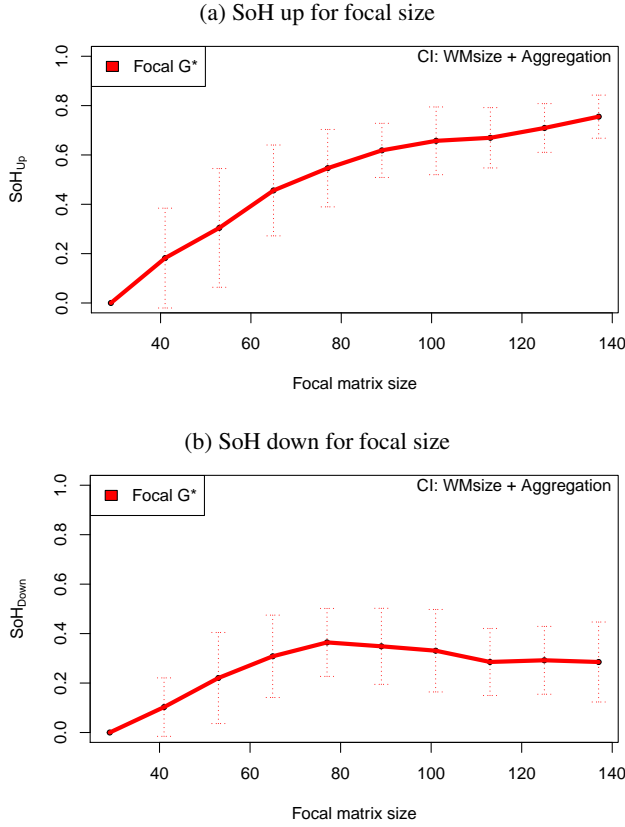 (a) SoH up for focal size
Focal G*
CI: WMsize + Aggregation
1.0
0.8
0.6
0.4
0.2
0.0
SoH_Up
40 60 80 100 120 140
Focal matrix size
(b) SoH down for focal size
Focal G*
CI: WMsize + Aggregation
1.0
0.8
0.6
0.4
0.2
0.0
SoH_Down
40 60 80 100 120 140
Focal matrix size